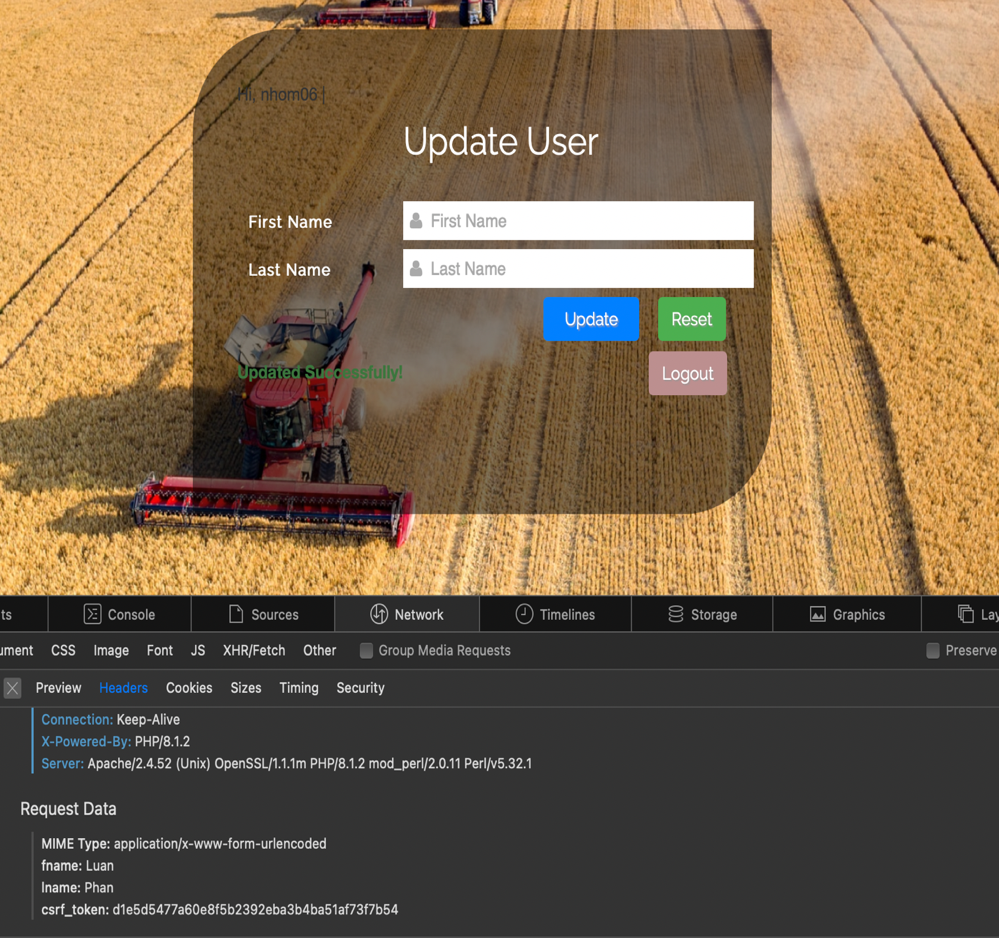 Hi, nhom06 |
Update User
First Name
First Name
Last Name
Last Name
Update
Reset
Updated Successfully!
Logout
ts
Console
Sources
Network
Timelines
Storage
Graphics
Lay
ument
CSS
Image
Font
JS
XHR/Fetch
Other
Group Media Requests
Preserve
Preview
Headers
Cookies
Sizes
Timing
Security
Connection: Keep-Alive
X-Powered-By: PHP/8.1.2
Server: Apache/2.4.52 (Unix) OpenSSL/1.1.1m PHP/8.1.2 mod_perl/2.0.11 Perl/v5.32.1
Request Data
MIME Type: application/x-www-form-urlencoded
fname: Luan
lname: Phan
csrf_token: d1e5d5477a60e8f5b2392eba3b4ba51af73f7b54